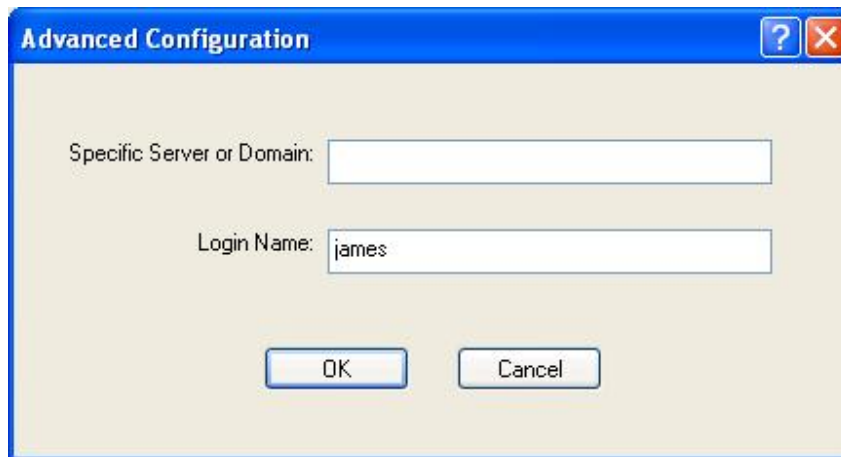 Advanced Configuration
Specific Server or Domain:
Login Name: james
OK Cancel